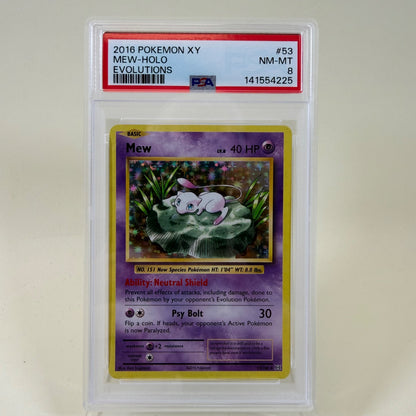 2016 POKEMON XY #53
MEW-HOLO NM-MT
EVOLUTIONS PSA 8
141554225
BASIC
Mew LV.8 40 HP
NO. 151 New Species Pokémon HT: 1'04" WT: 8.8 lbs.
Ability: Neutral Shield
Prevent all effects of attacks, including damage, done to
this Pokémon by your opponent's Evolution Pokémon.
Psy Bolt 30
Flip a coin. If heads, your opponent's Active Pokémon
is now Paralyzed.
weakness ×2 resistance
retreat